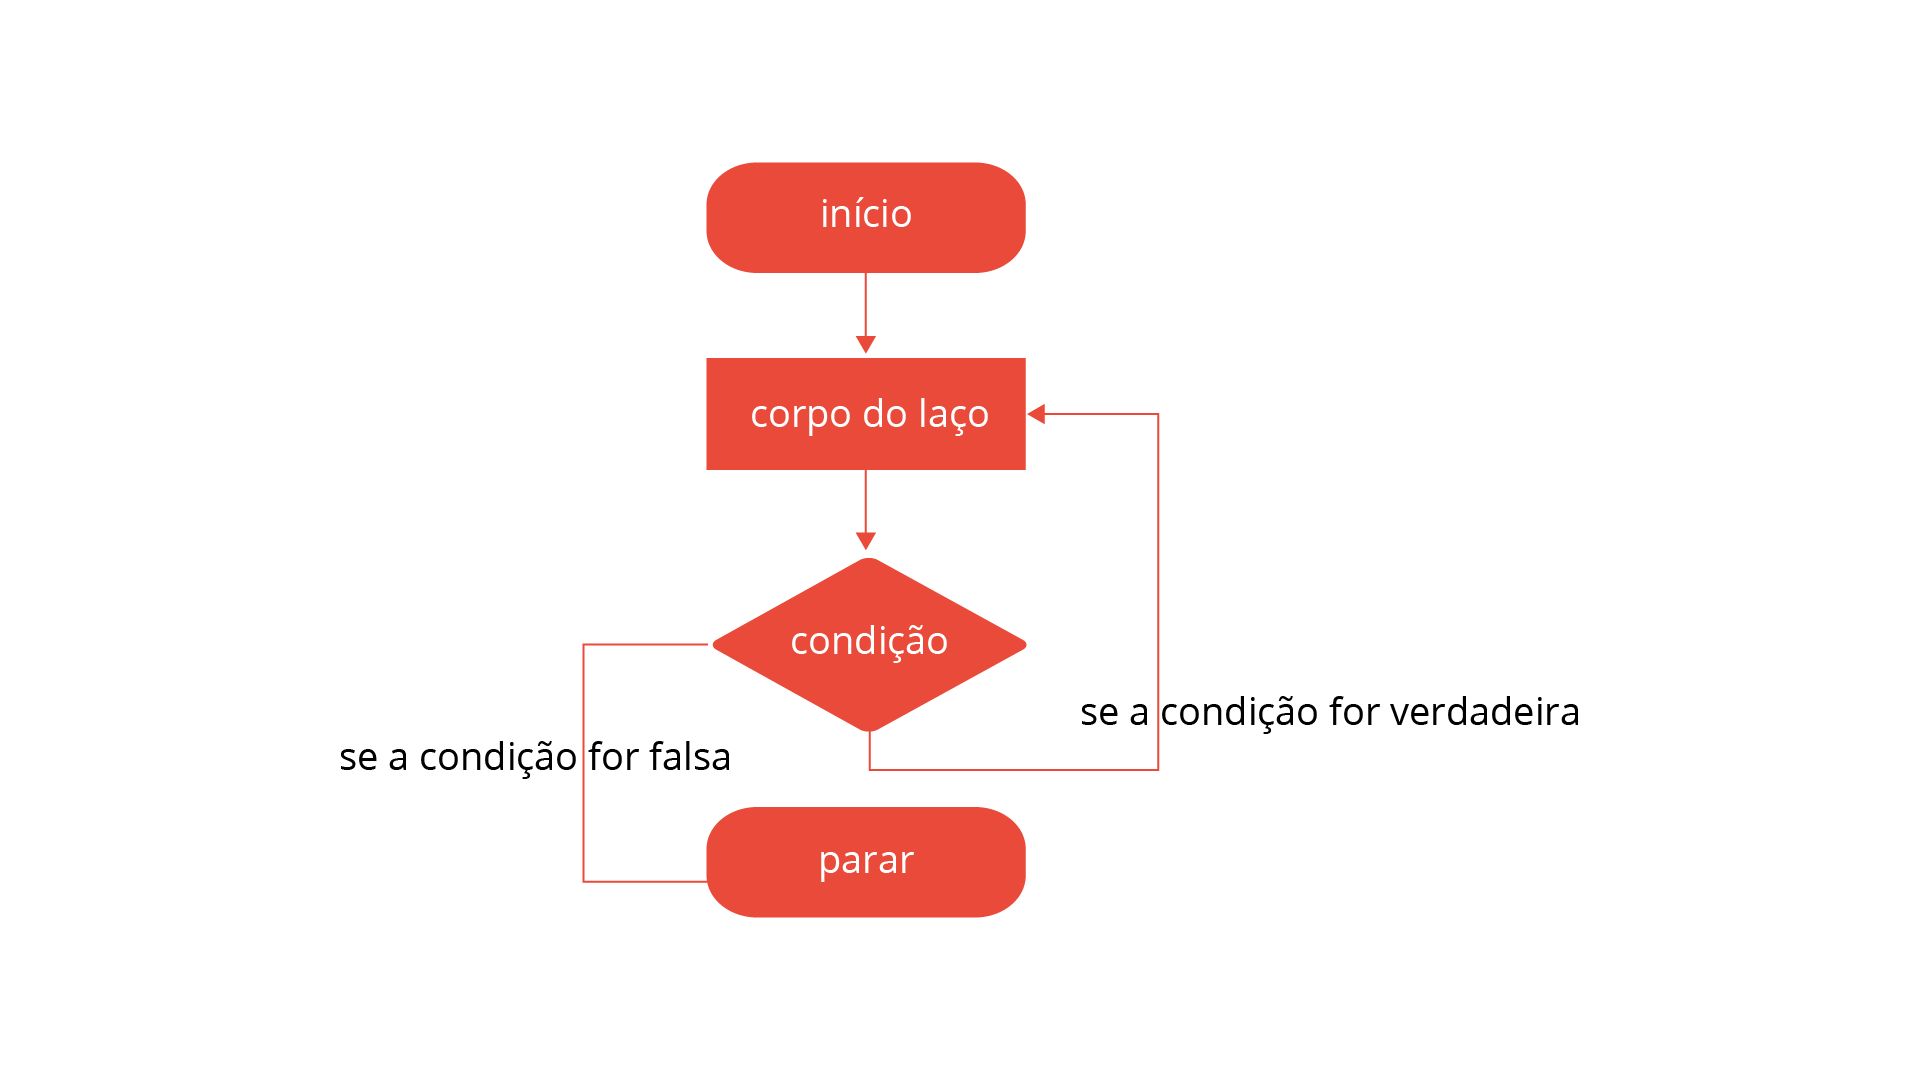 início
corpo do laço
condição
se a condição for verdadeira
se a condição for falsa
parar